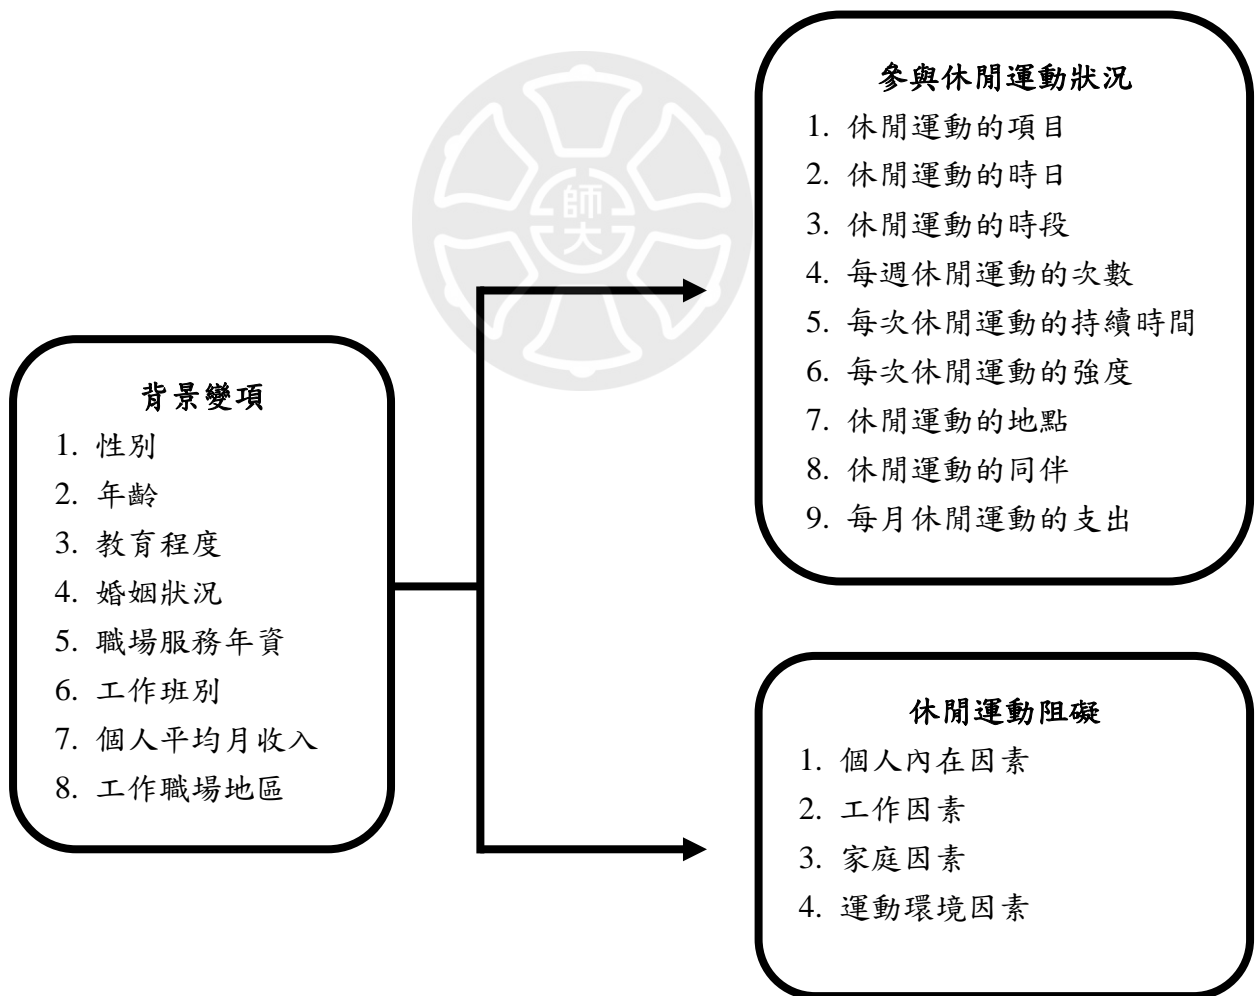 背景變項
1. 性別
2. 年齡
3. 教育程度
4. 婚姻狀況
5. 職場服務年資
6. 工作班別
7. 個人平均月收入
8. 工作職場地區
參與休閒運動狀況
1. 休閒運動的項目
2. 休閒運動的時日
3. 休閒運動的時段
4. 每週休閒運動的次數
5. 每次休閒運動的持續時間
6. 每次休閒運動的強度
7. 休閒運動的地點
8. 休閒運動的同伴
9. 每月休閒運動的支出
休閒運動阻礙
1. 個人內在因素
2. 工作因素
3. 家庭因素
4. 運動環境因素
師大